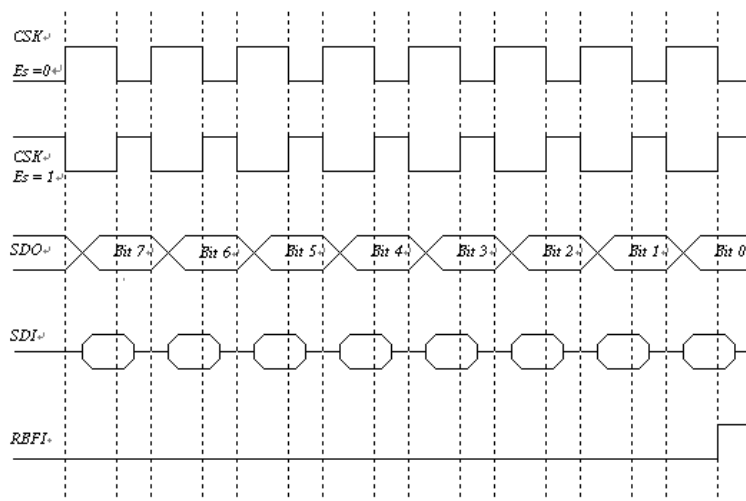 CSK↵
Es =0↵
CSK↵
Es = 1↵
SDO↵ Bit 7 Bit 6 Bit 5 Bit 4 Bit 3 Bit 2 Bit 1 Bit 0
SDI↵
RBFI↵